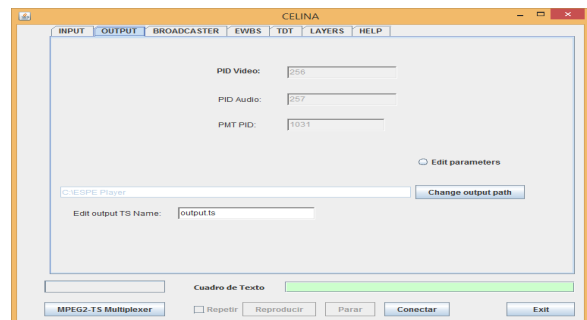 CELINA
INPUT OUTPUT BROADCASTER EWBS TDT LAYERS HELP
PID Video: 256
PID Audio: 257
PMT PID: 1031
Edit parameters
C:\ESPE Player Change output path
Edit output TS Name: output.ts
Cuadro de Texto
MPEG2-TS Multiplexer Repetir Reproducir Parar Conectar Exit